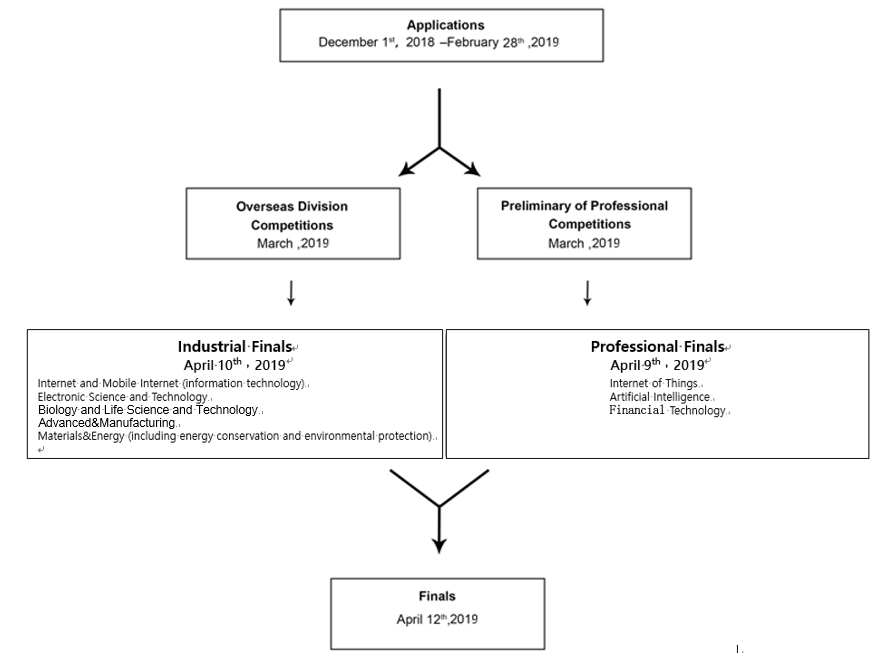 Applications
December 1st, 2018 –February 28th ,2019
Overseas Division
Competitions
March ,2019
Preliminary of Professional
Competitions
March ,2019
Industrial Finals
April 10th , 2019
Internet and Mobile Internet (information technology)
Electronic Science and Technology
Biology and Life Science and Technology
Advanced&Manufacturing
Materials&Energy (including energy conservation and environmental protection)
Professional Finals
April 9th , 2019
Internet of Things
Artificial Intelligence
Financial Technology
Finals
April 12th,2019